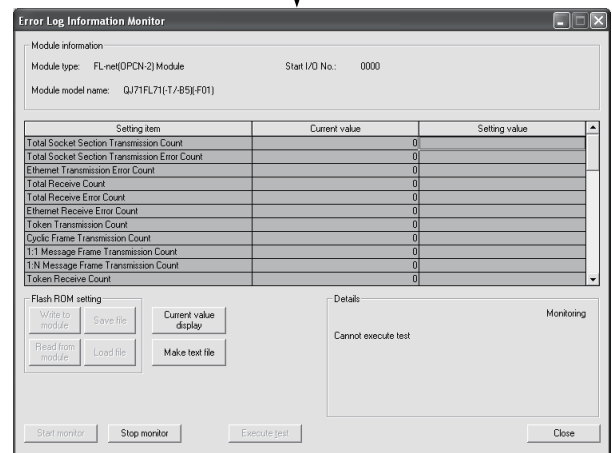 Error Log Information Monitor
Module information
Module type: FL-net(OPCN-2) Module Start I/O No.: 0000
Module model name: QJ71FL71(-T/-B5)(-F01)
Setting item Current value Setting value
Total Socket Section Transmission Count 0
Total Socket Section Transmission Error Count 0
Ethernet Transmission Error Count 0
Total Receive Count 0
Total Receive Error Count 0
Ethernet Receive Error Count 0
Token Transmission Count 0
Cyclic Frame Transmission Count 0
1:1 Message Frame Transmission Count 0
1:N Message Frame Transmission Count 0
Token Receive Count 0
Flash ROM setting
Write to module
Save file
Current value display
Read from module
Load file
Make text file
Details
Monitoring
Cannot execute test
Start monitor
Stop monitor
Execute test
Close